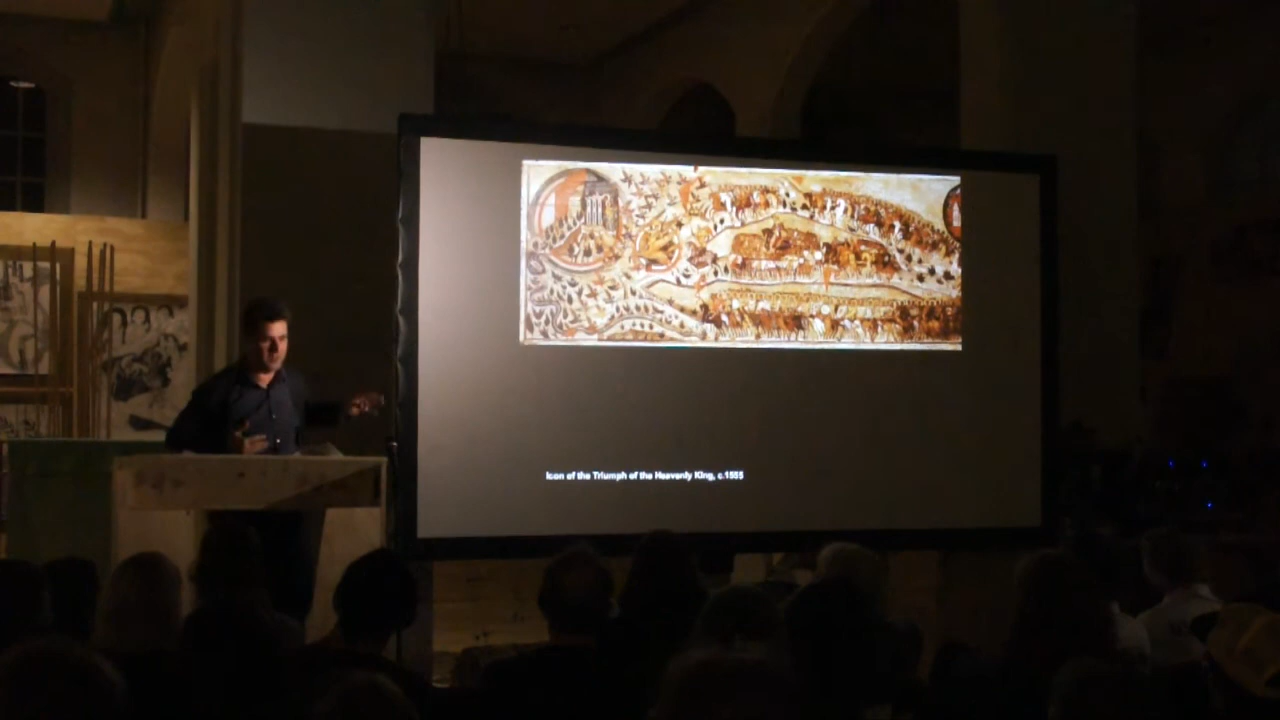 Icon of the Triumph of the Heavenly King, c.1555